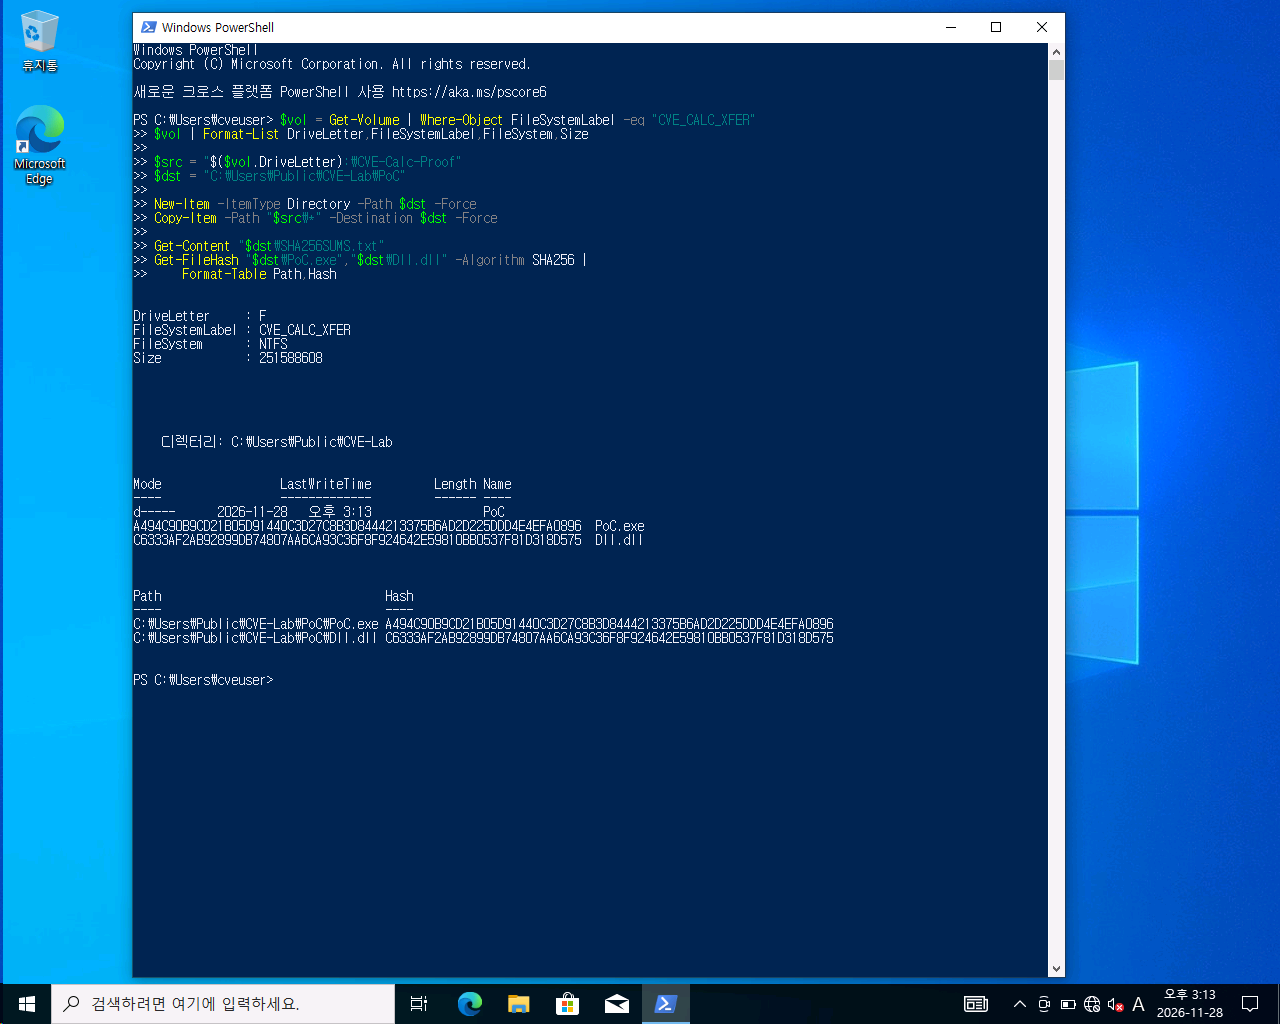 휴지통
Microsoft
Edge
Windows PowerShell
Windows PowerShell
Copyright (C) Microsoft Corporation. All rights reserved.
새로운 크로스 플랫폼 PowerShell 사용 https://aka.ms/pscore6
PS C:₩Users₩cveuser> $vol = Get-Volume | Where-Object FileSystemLabel -eq "CVE_CALC_XFER"
>> $vol | Format-List DriveLetter,FileSystemLabel,FileSystem,Size
>>
>> $src = "$($vol.DriveLetter):₩CVE-Calc-Proof"
>> $dst = "C:₩Users₩Public₩CVE-Lab₩PoC"
>>
>> New-Item -ItemType Directory -Path $dst -Force
>> Copy-Item -Path "$src₩*" -Destination $dst -Force
>>
>> Get-Content "$dst₩SHA256SUMS.txt"
>> Get-FileHash "$dst₩PoC.exe","$dst₩Dll.dll" -Algorithm SHA256 |
>>     Format-Table Path,Hash
DriveLetter     : F
FileSystemLabel : CVE_CALC_XFER
FileSystem      : NTFS
Size            : 251588608
디렉터리: C:₩Users₩Public₩CVE-Lab
Mode                 LastWriteTime         Length Name
----                 -------------         ------ ----
d-----      2026-11-28   오후 3:13                PoC
A494C90B9CD21B05D91440C3D27C8B3D8444213375B6AD2D225DDD4E4EFA0896  PoC.exe
C6333AF2AB92899DB74807AA6CA93C36F8F924642E59810BB0537F81D318D575  Dll.dll
Path                                Hash
----                                ----
C:₩Users₩Public₩CVE-Lab₩PoC₩PoC.exe A494C90B9CD21B05D91440C3D27C8B3D8444213375B6AD2D225DDD4E4EFA0896
C:₩Users₩Public₩CVE-Lab₩PoC₩Dll.dll C6333AF2AB92899DB74807AA6CA93C36F8F924642E59810BB0537F81D318D575
PS C:₩Users₩cveuser>
검색하려면 여기에 입력하세요.
A
오후 3:13
2026-11-28